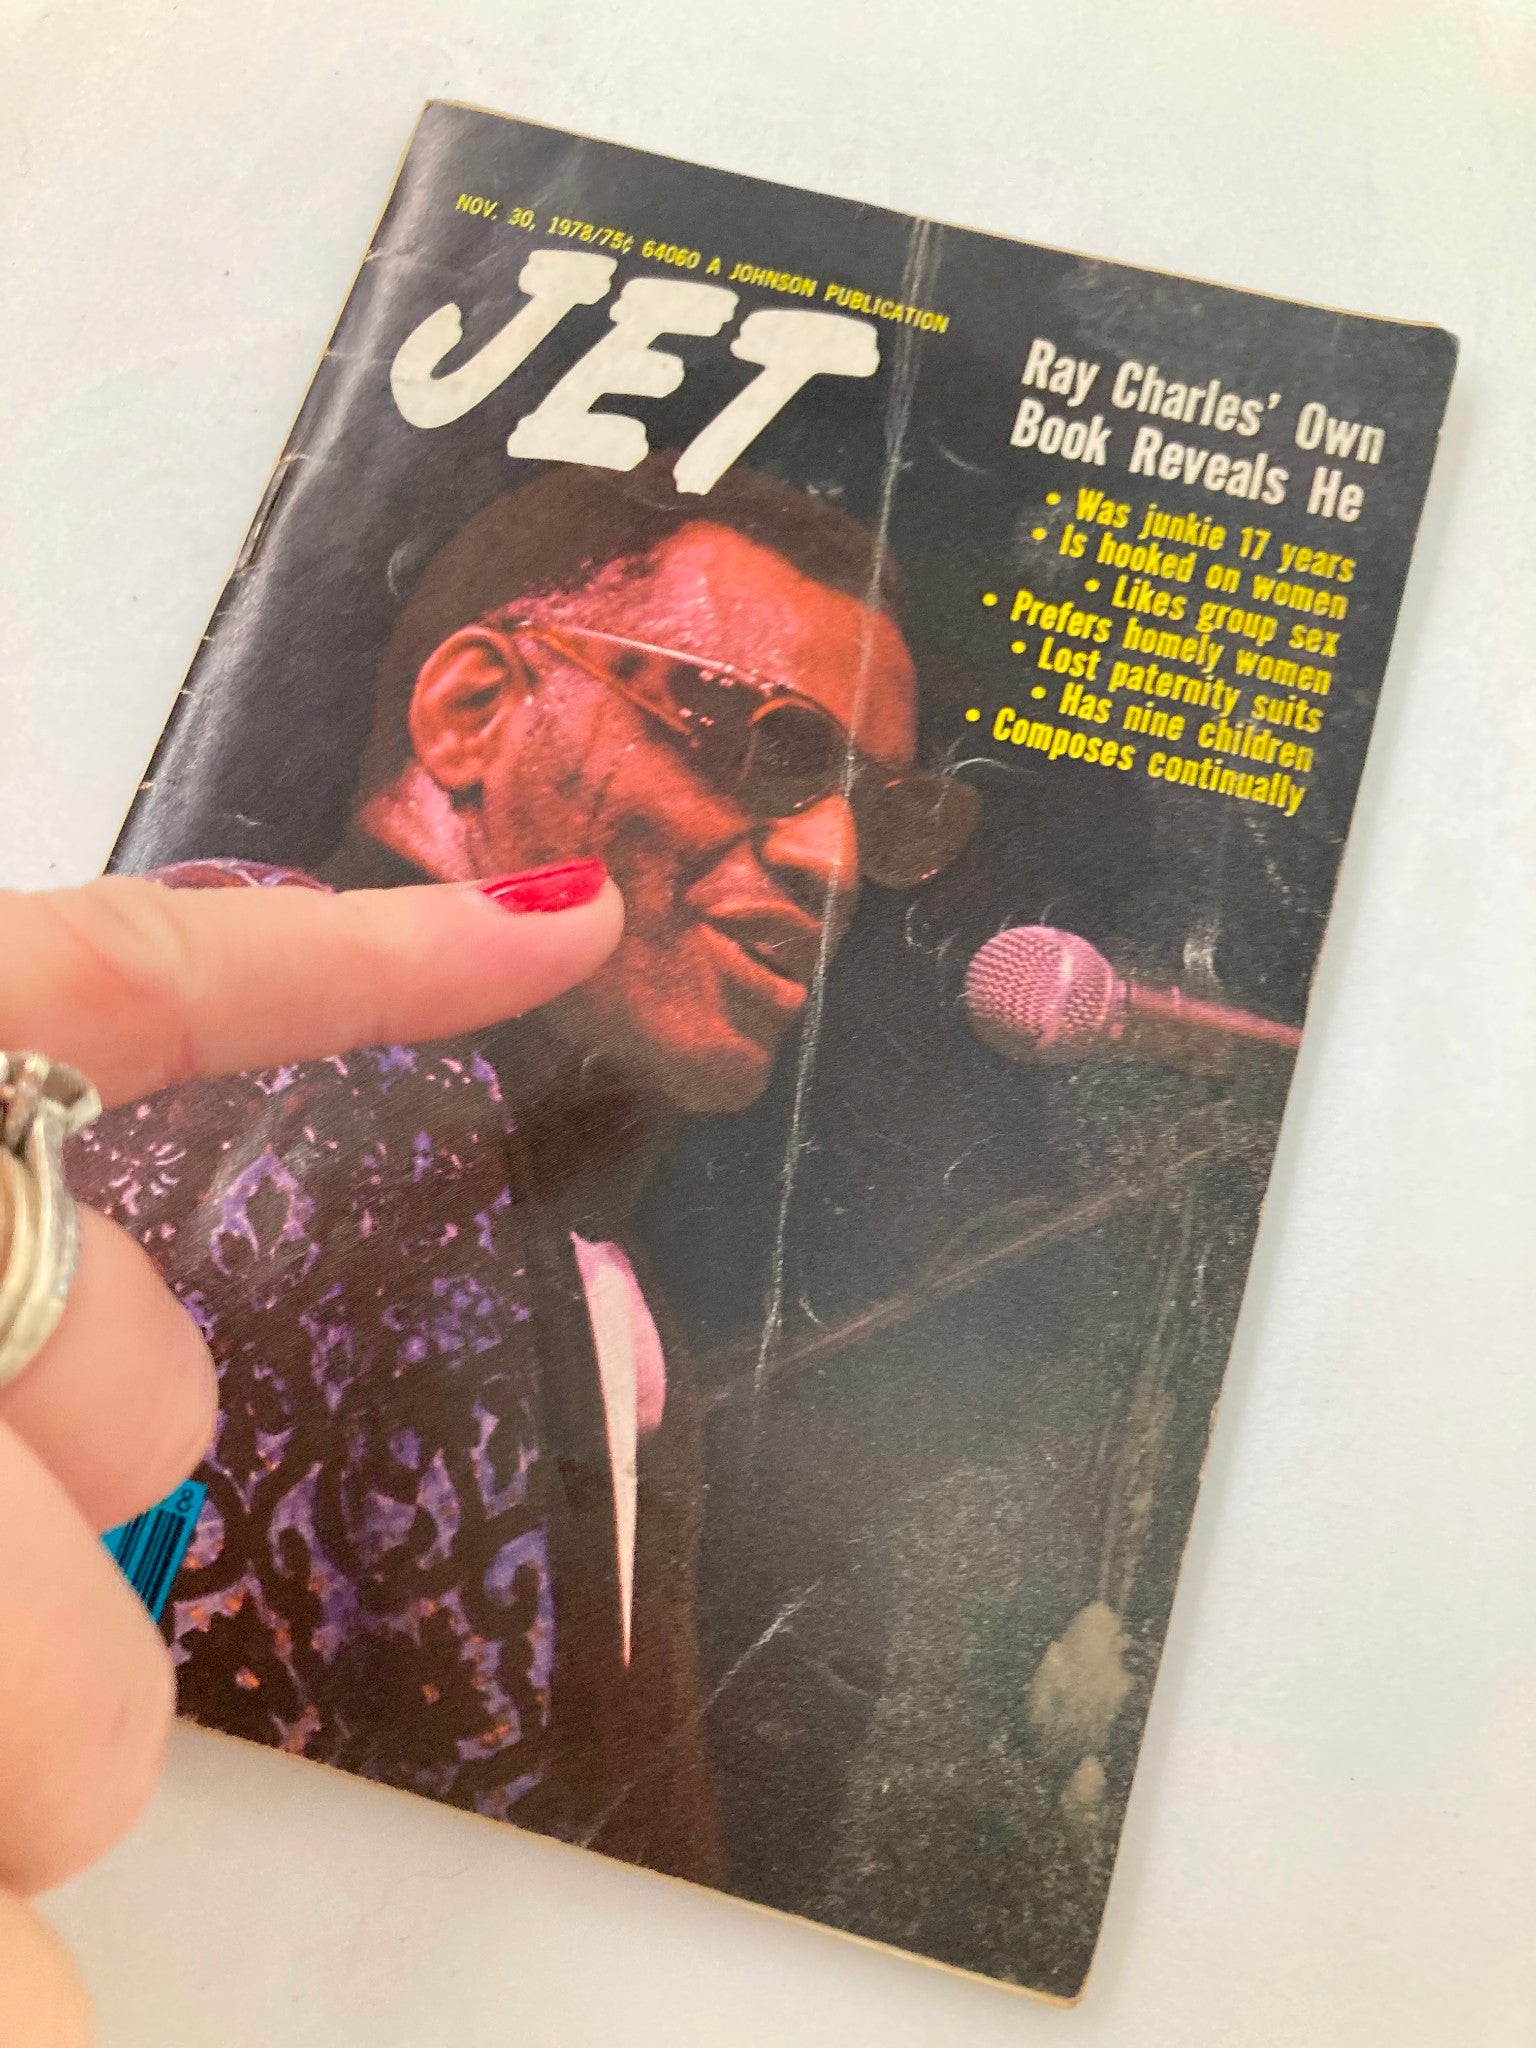 NOV. 30, 1978/75¢ 64060 A JOHNSON PUBLICATION
JET
Ray Charles' Own
Book Reveals He
• Was junkie 17 years
• Is hooked on women
• Likes group sex
• Prefers homely women
• Lost paternity suits
• Has nine children
• Composes continually
8